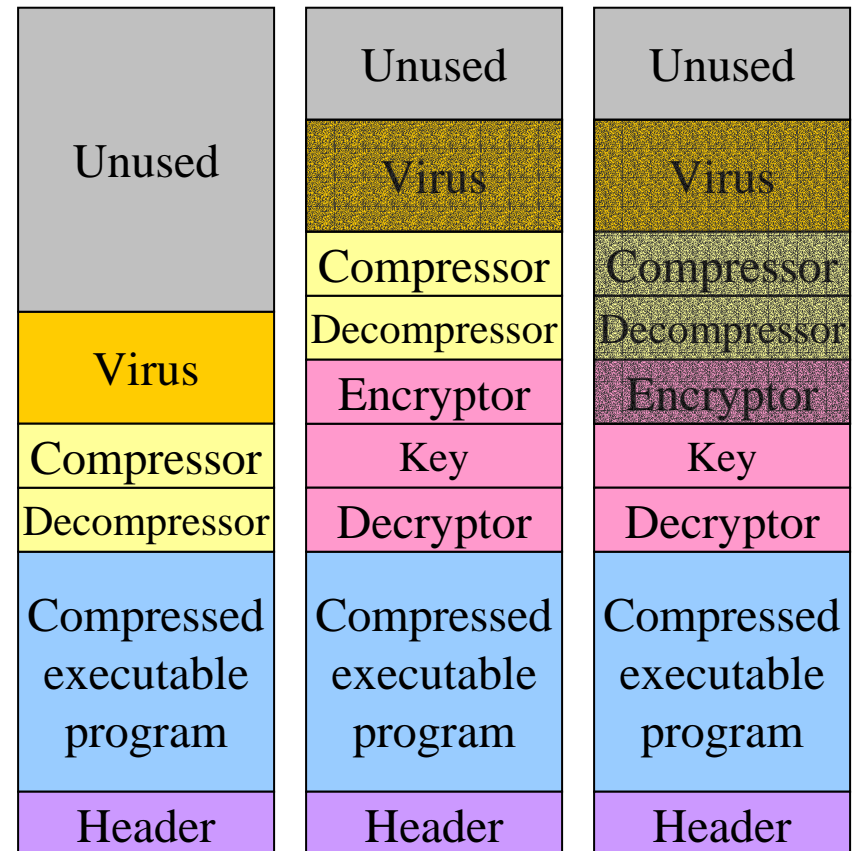 Unused
Virus
Compressor
Decompressor
Compressed
executable
program
Header
Unused
Virus
Compressor
Decompressor
Encryptor
Key
Decryptor
Compressed
executable
program
Header
Unused
Virus
Compressor
Decompressor
Encryptor
Key
Decryptor
Compressed
executable
program
Header